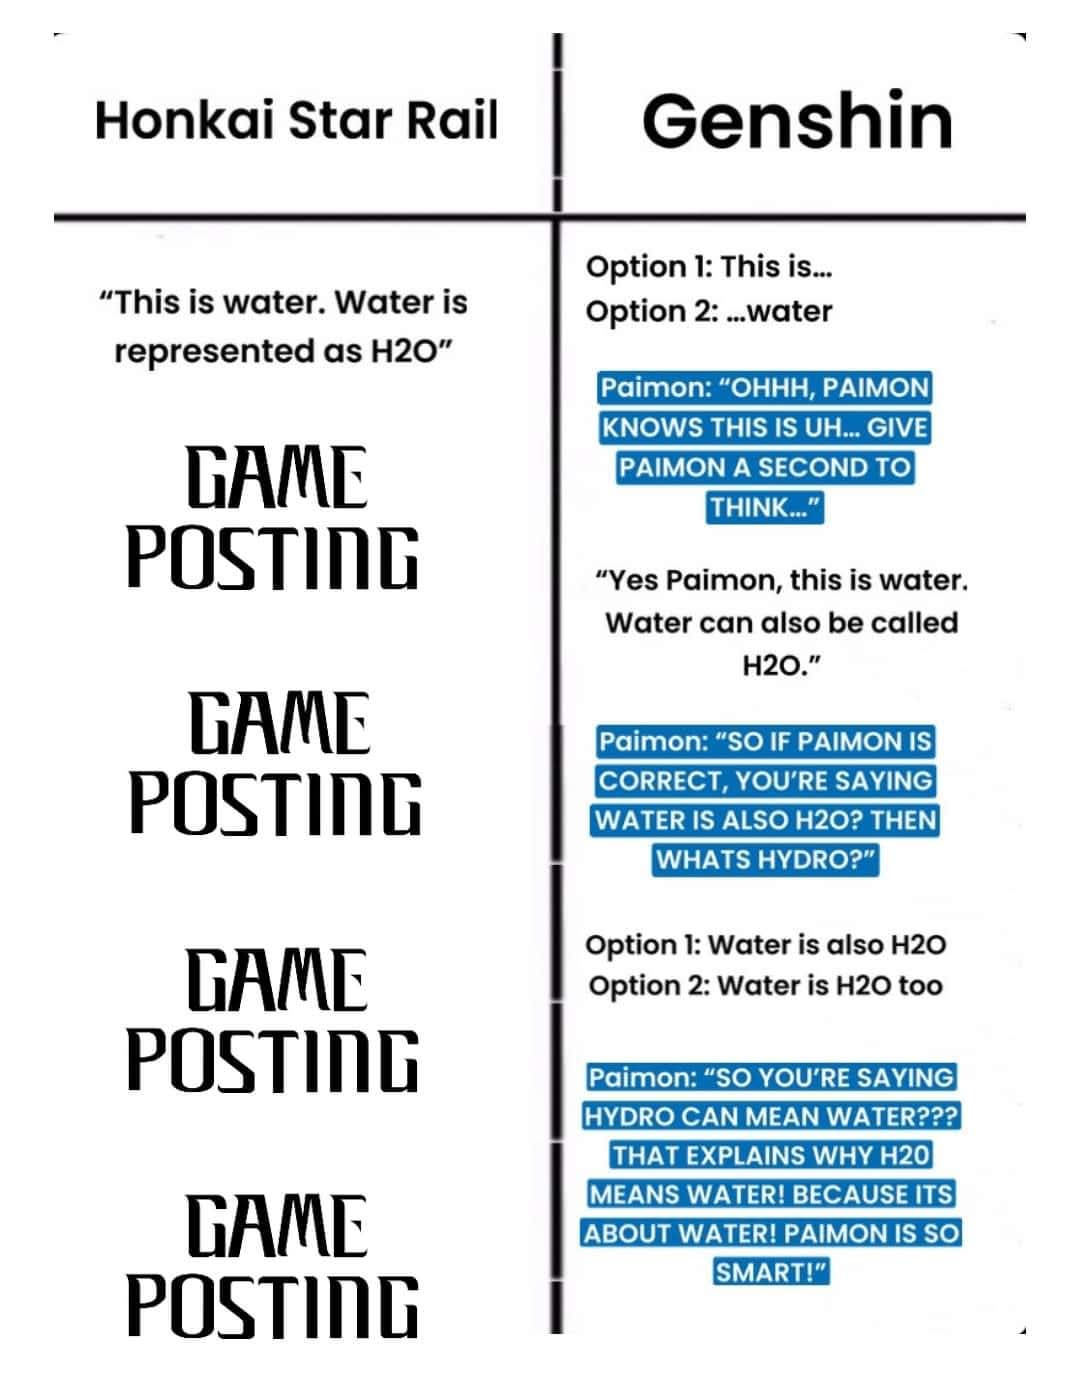 Honkai Star Rail
Genshin
“This is water. Water is
represented as H2O”
GAME
POSTING
GAME
POSTING
GAME
POSTING
GAME
POSTING
Option 1: This is...
Option 2: ...water
Paimon: “OHHH, PAIMON
KNOWS THIS IS UH... GIVE
PAIMON A SECOND TO
THINK...”
“Yes Paimon, this is water.
Water can also be called
H2O.”
Paimon: “SO IF PAIMON IS
CORRECT, YOU’RE SAYING
WATER IS ALSO H2O? THEN
WHATS HYDRO?”
Option 1: Water is also H2O
Option 2: Water is H2O too
Paimon: “SO YOU’RE SAYING
HYDRO CAN MEAN WATER???
THAT EXPLAINS WHY H20
MEANS WATER! BECAUSE ITS
ABOUT WATER! PAIMON IS SO
SMART!”